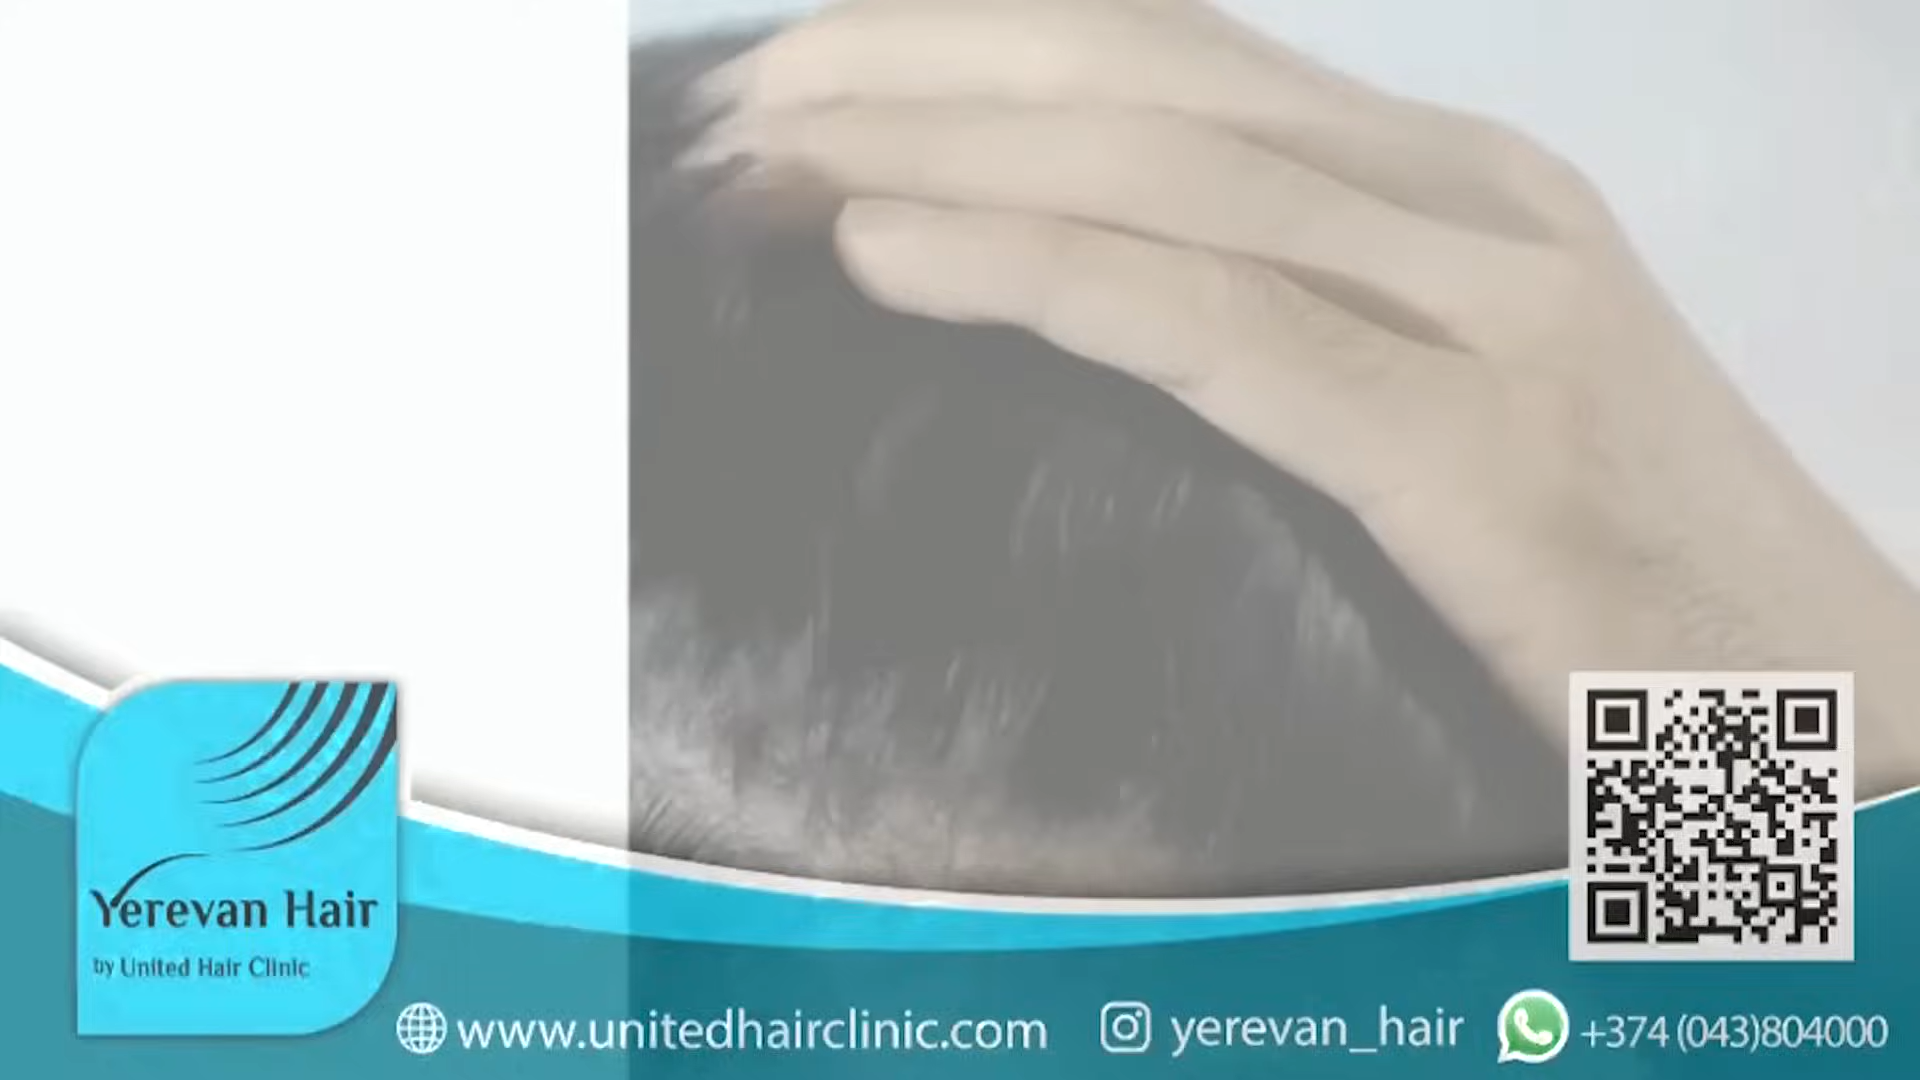 Yerevan Hair
by United Hair Clinic
www.unitedhairclinic.com
yerevan_hair
+374 (043)804000